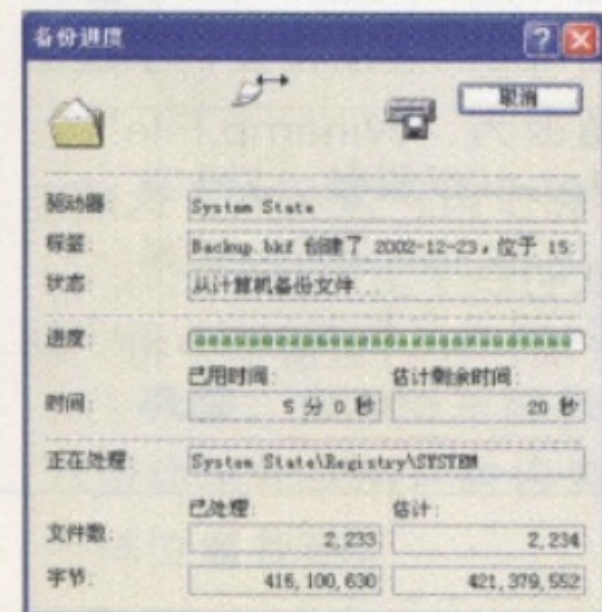 备份进度
取消
驱动器
System State
标签:
Backup.bkf 创建了 2002-12-23,位于 15:
状态:
从计算机备份文件...
进度:
已用时间:
估计剩余时间:
时间:
5 分 0 秒
20 秒
正在处理:
System State\Registry\SYSTEM
已处理:
估计:
文件数:
2,233
2,234
字节:
416,100,630
421,379,552